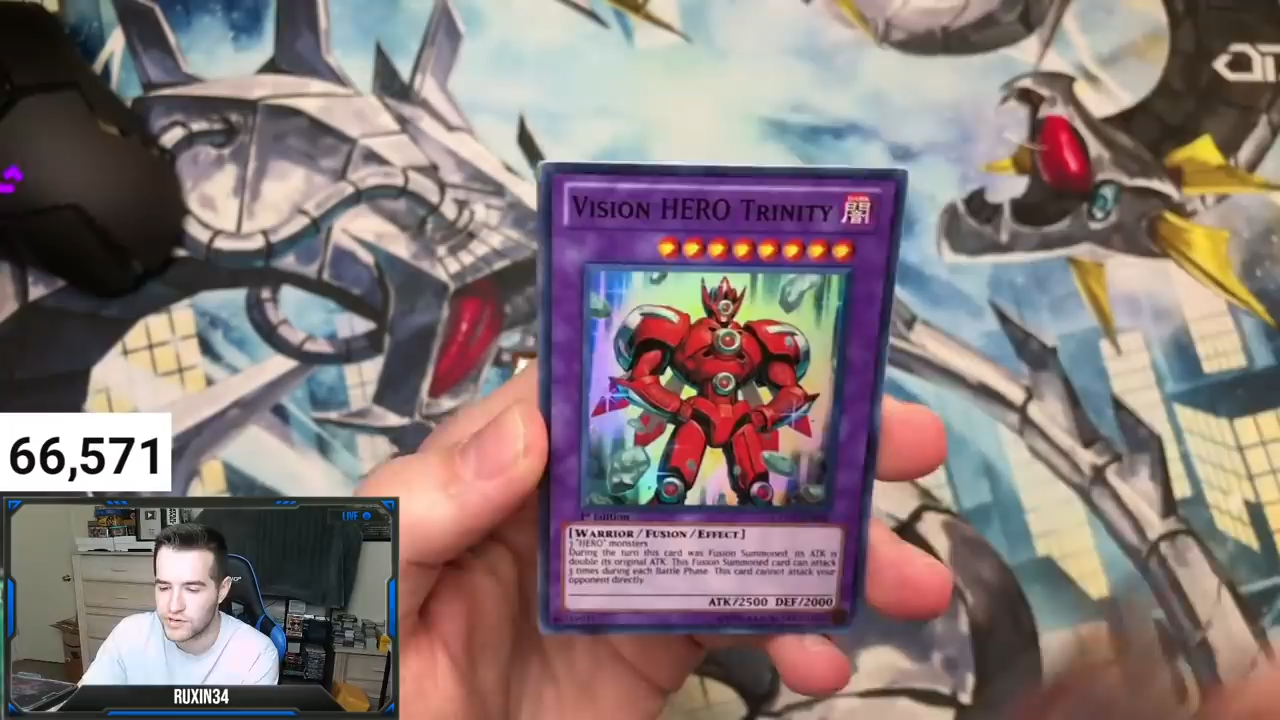 VISION HERO TRINITY 闇
1st Edition
[WARRIOR/FUSION/EFFECT]
3 "HERO" monsters
During the turn this card was Fusion Summoned, its ATK is
double its original ATK. This Fusion Summoned card can attack
3 times during each Battle Phase. This card cannot attack your
opponent directly.
ATK/2500 DEF/2000
66,571
LIVE
RUXIN34